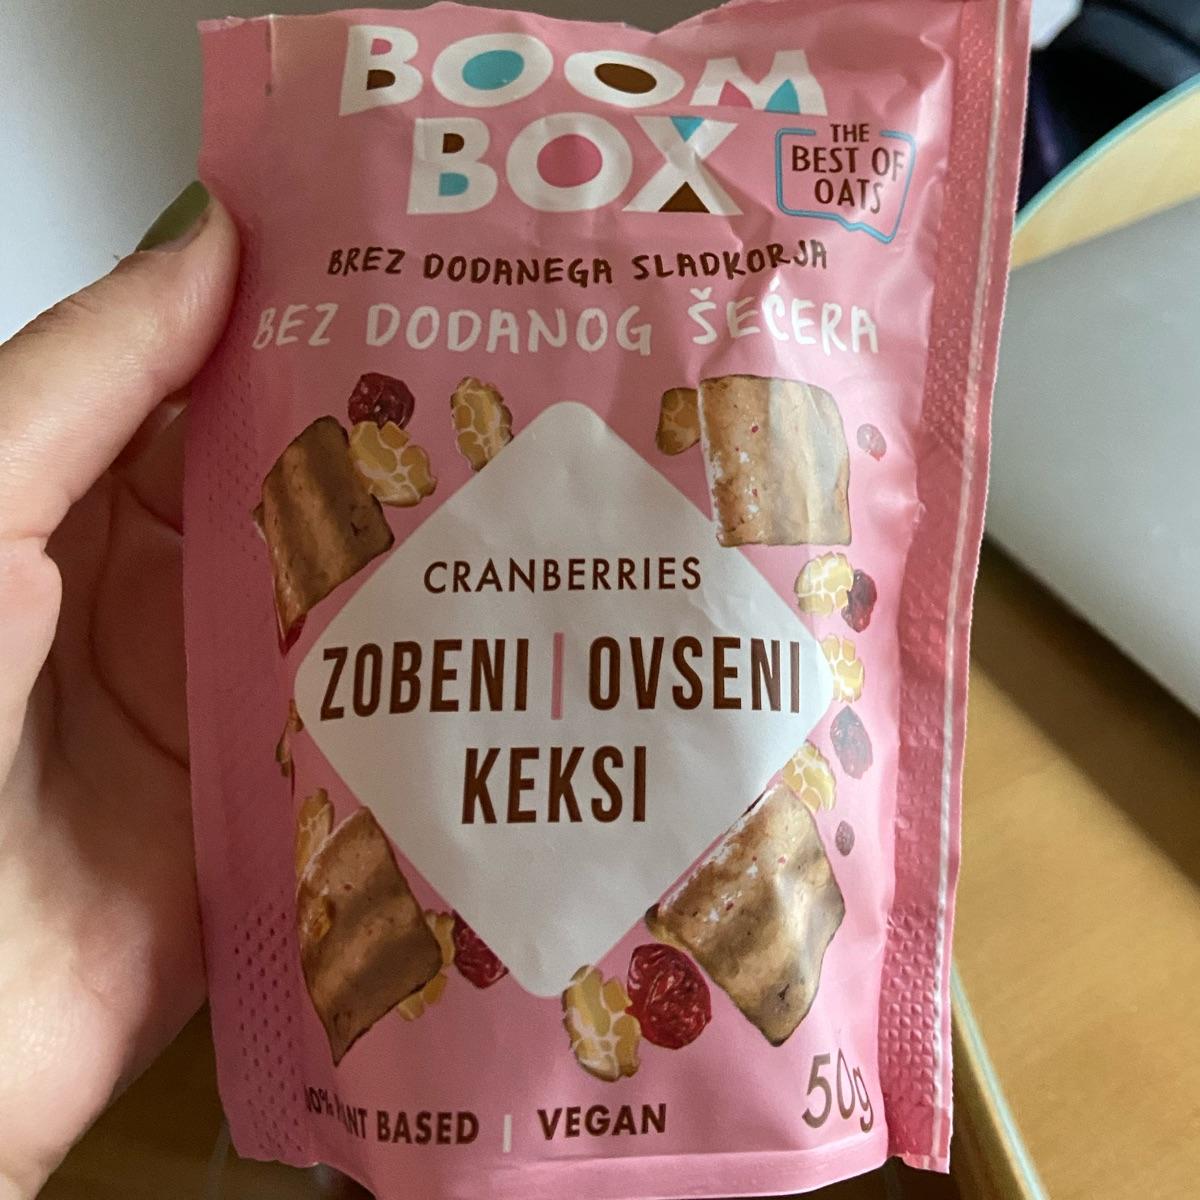 BOOM
BOX
THE
BEST OF
OATS
BREZ DODANEGA SLADKORJA
BEZ DODANOG ŠEĆERA
CRANBERRIES
ZOBENI | OVSENI
KEKSI
BASED | VEGAN
50g